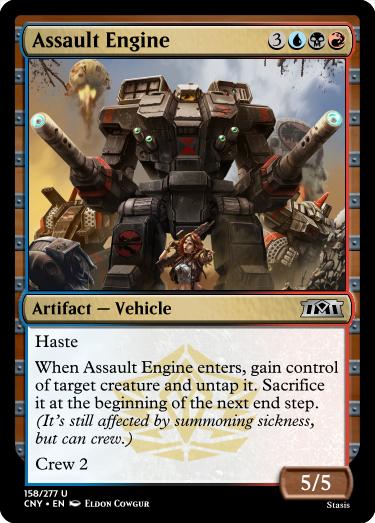 Assault Engine 3
Artifact — Vehicle
Haste
When Assault Engine enters, gain control
of target creature and untap it. Sacrifice
it at the beginning of the next end step.
(It's still affected by summoning sickness,
but can crew.)
Crew 2
5/5
158/277 U
CNY • EN Eldon Cowgur
Stasis